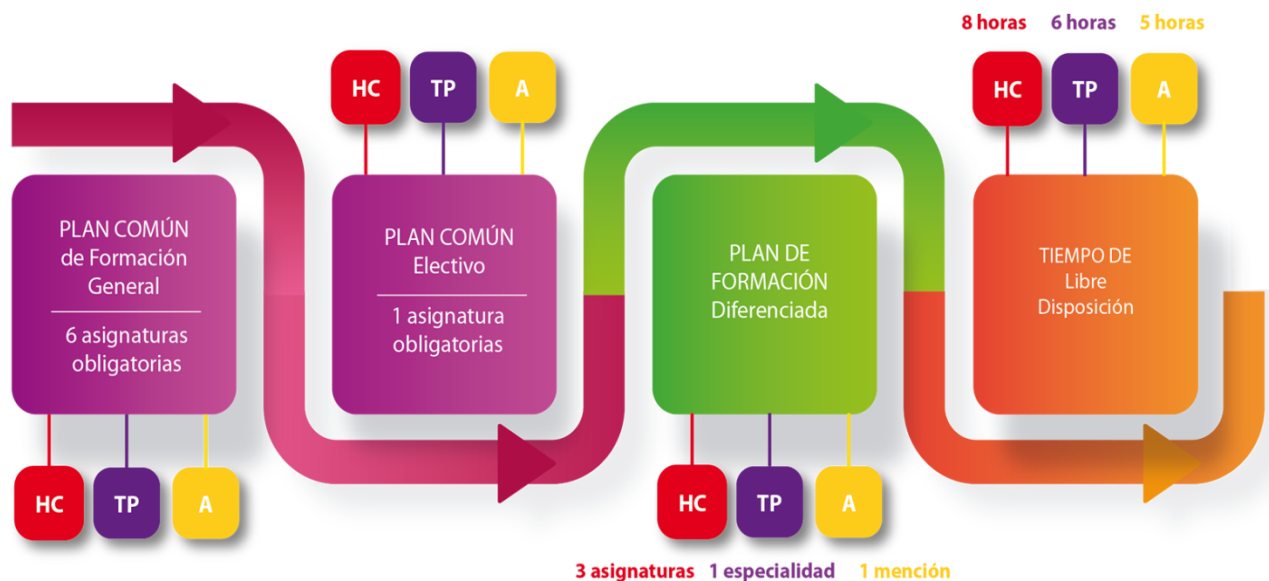 8 horas 6 horas 5 horas
HC TP A
HC TP A
PLAN COMÚN
de Formación
General
6 asignaturas
obligatorias
PLAN COMÚN
Electivo
1 asignatura
obligatorias
PLAN DE
FORMACIÓN
Diferenciada
TIEMPO DE
Libre
Disposición
HC TP A
HC TP A
3 asignaturas 1 especialidad 1 mención